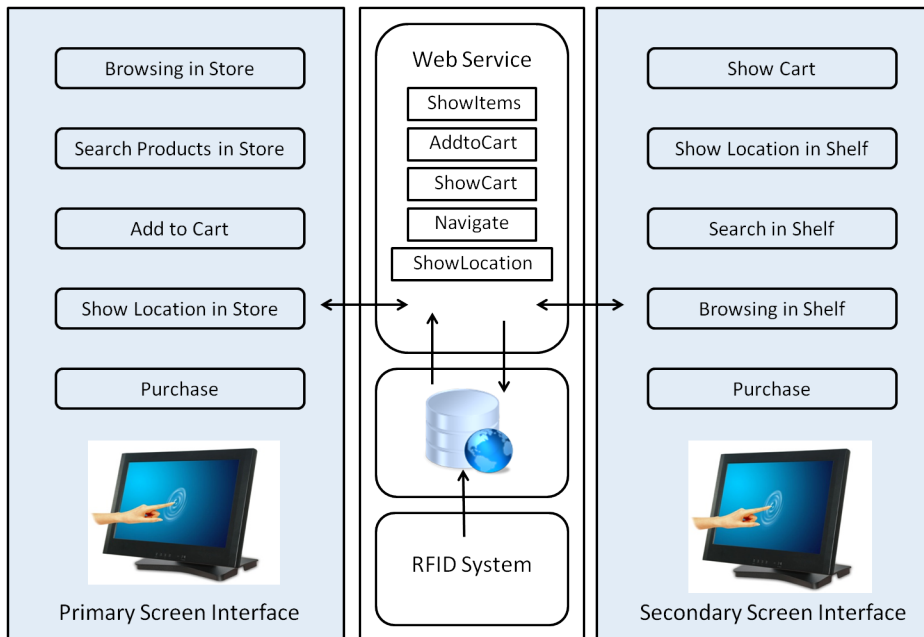 Browsing in Store
Search Products in Store
Add to Cart
Show Location in Store
Purchase
Primary Screen Interface
Web Service
ShowItems
AddtoCart
ShowCart
Navigate
ShowLocation
RFID System
Show Cart
Show Location in Shelf
Search in Shelf
Browsing in Shelf
Purchase
Secondary Screen Interface